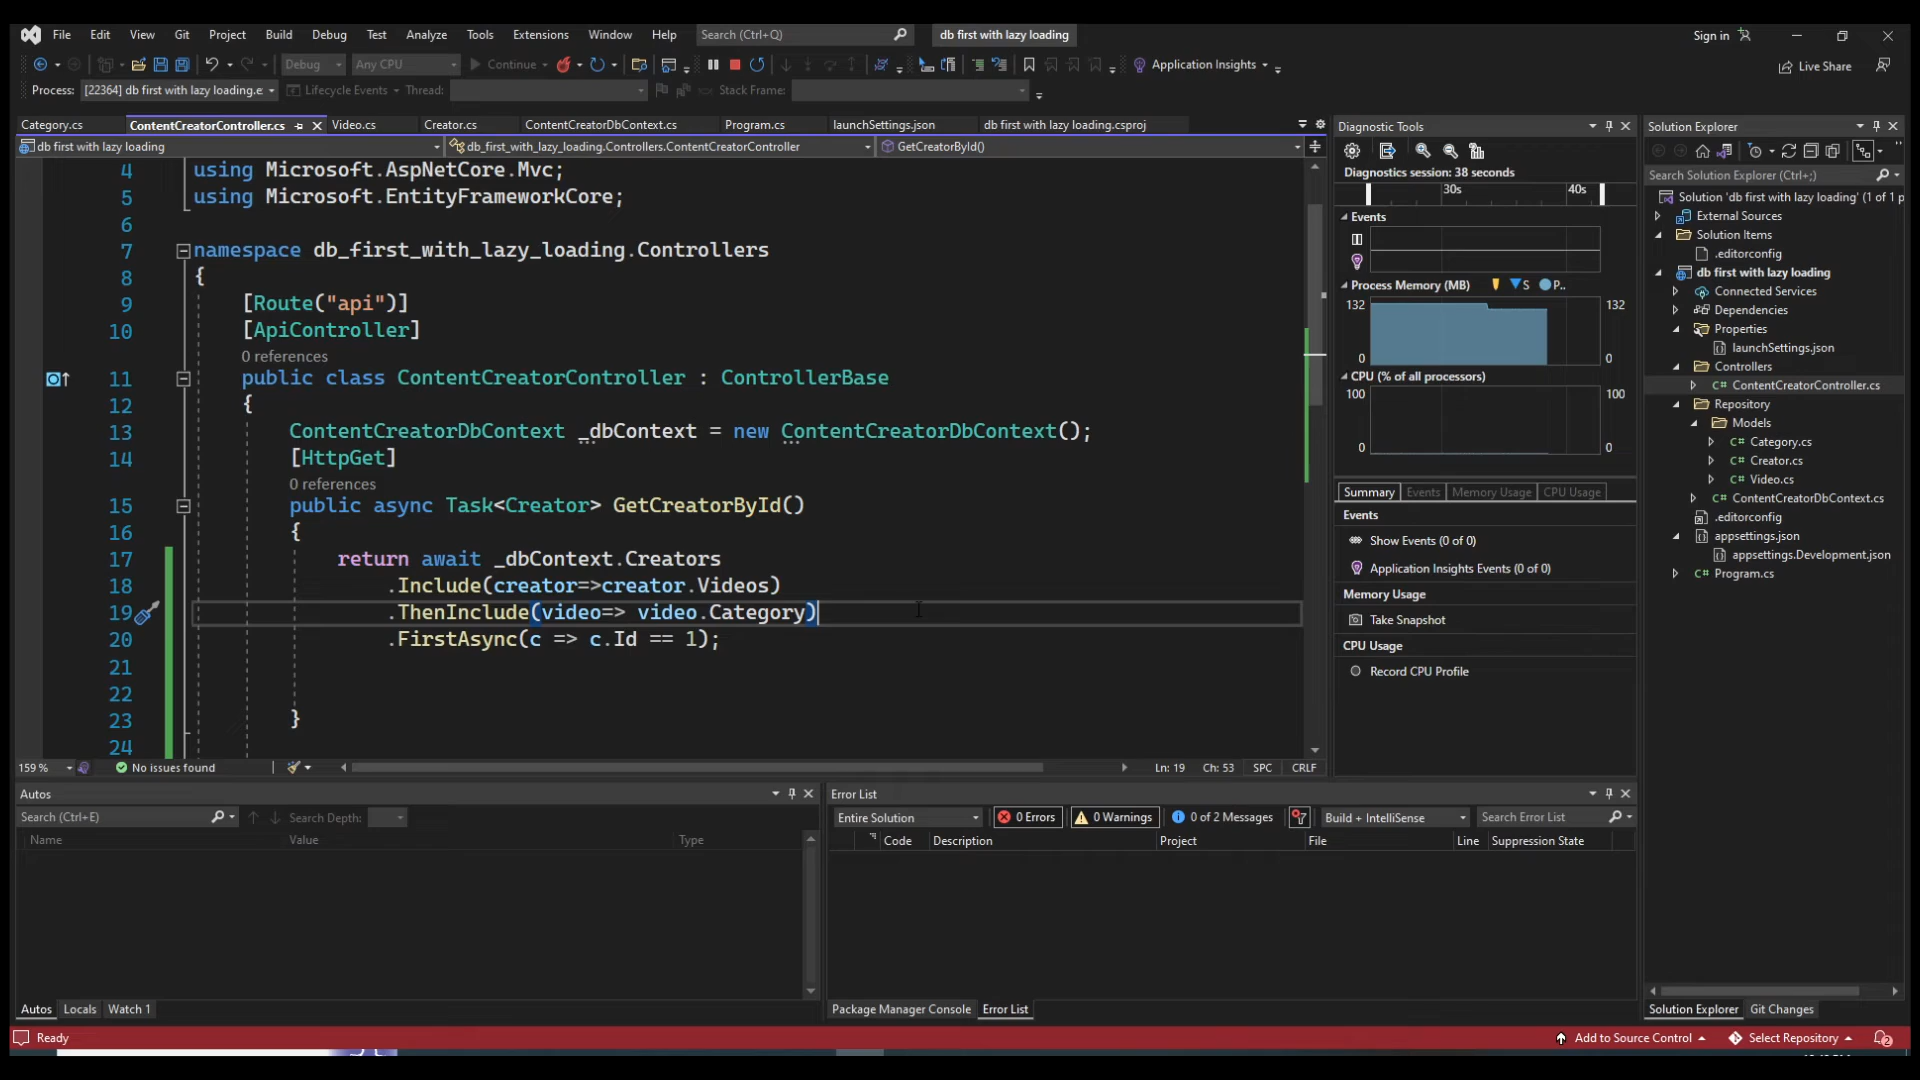 File Edit View Git Project Build Debug Test Analyze Tools Extensions Window Help Search (Ctrl+Q) db first with lazy loading Sign in
Debug Any CPU Continue Application Insights Live Share
Process: [22364] db first with lazy loading.e Lifecycle Events Thread: Stack Frame:
Category.cs ContentCreatorController.cs Video.cs Creator.cs ContentCreatorDbContext.cs Program.cs launchSettings.json db first with lazy loading.csproj
db first with lazy loading db_first_with_lazy_loading.Controllers.ContentCreatorController GetCreatorById()
4 using Microsoft.AspNetCore.Mvc;
5 using Microsoft.EntityFrameworkCore;
6
7 namespace db_first_with_lazy_loading.Controllers
8 {
9 [Route("api")]
10 [ApiController]
0 references
11 public class ContentCreatorController : ControllerBase
12 {
13 ContentCreatorDbContext _dbContext = new ContentCreatorDbContext();
14 [HttpGet]
0 references
15 public async Task<Creator> GetCreatorById()
16 {
17 return await _dbContext.Creators
18 .Include(creator=>creator.Videos)
19 .ThenInclude(video=> video.Category)
20 .FirstAsync(c => c.Id == 1);
21
22
23 }
24
159 % No issues found Ln: 19 Ch: 53 SPC CRLF
Diagnostic Tools
Diagnostics session: 38 seconds
30s 40s
Events
Process Memory (MB) S P..
132 132
0 0
CPU (% of all processors)
100 100
0 0
Summary Events Memory Usage CPU Usage
Events
Show Events (0 of 0)
Application Insights Events (0 of 0)
Memory Usage
Take Snapshot
CPU Usage
Record CPU Profile
Solution Explorer
Search Solution Explorer (Ctrl+;)
Solution 'db first with lazy loading' (1 of 1 p
External Sources
Solution Items
.editorconfig
db first with lazy loading
Connected Services
Dependencies
Properties
launchSettings.json
Controllers
C# ContentCreatorController.cs
Repository
Models
C# Category.cs
C# Creator.cs
C# Video.cs
C# ContentCreatorDbContext.cs
.editorconfig
appsettings.json
appsettings.Development.json
C# Program.cs
Autos
Search (Ctrl+E) Search Depth:
Name Value Type
Autos Locals Watch 1
Error List
Entire Solution 0 Errors 0 Warnings 0 of 2 Messages Build + IntelliSense Search Error List
Code Description Project File Line Suppression State
Package Manager Console Error List
Solution Explorer Git Changes
Ready Add to Source Control Select Repository 2